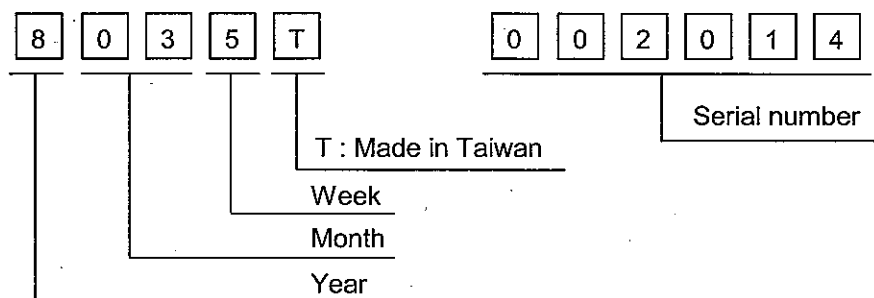 8 0 3 5 T 0 0 2 0 1 4
Serial number
T : Made in Taiwan
Week
Month
Year